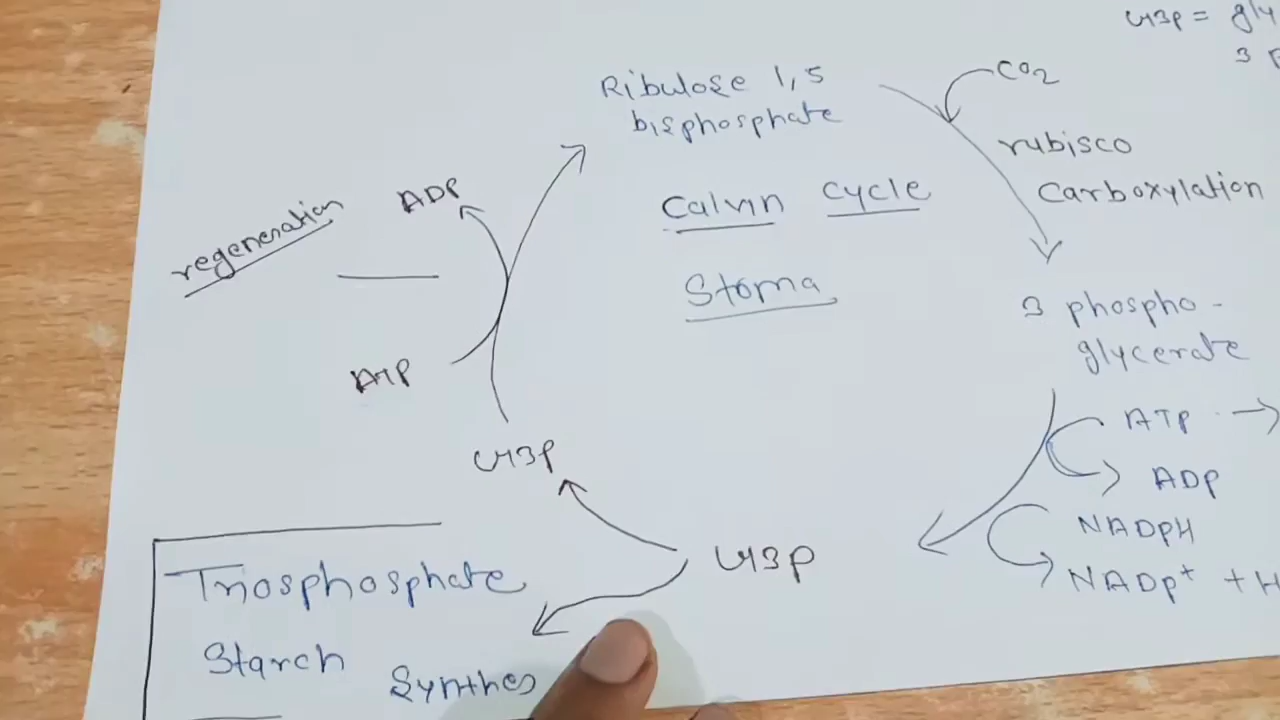 G3P = gly
3 p
Ribulose 1,5
bisphosphate
CO2
rubisco
Carboxylation
Calvin Cycle
Stoma
ADP
regeneration
ATP
3 phospho-
glycerate
ATP →
ADP
NADPH
NADP+ + H
G3P
G3P
Triosphosphate
Starch Synthes